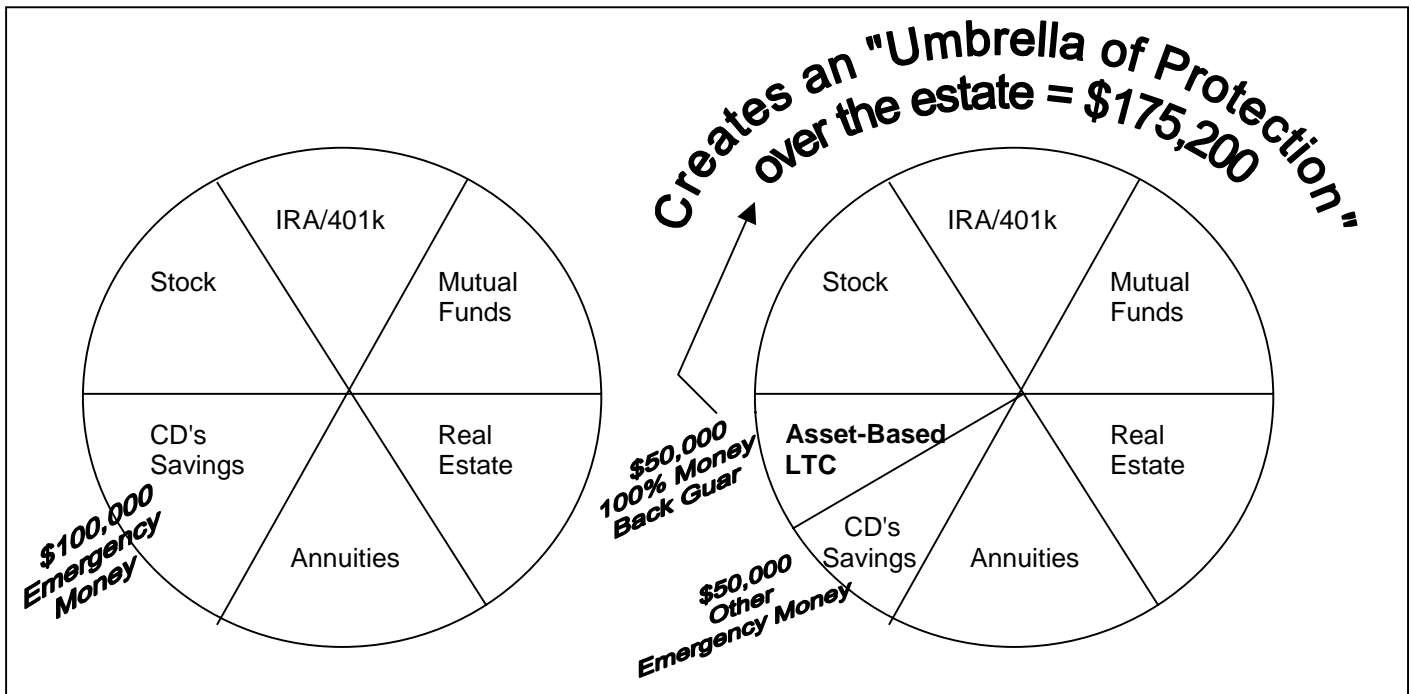 Creates an "Umbrella of Protection"
over the estate = $175,200
IRA/401k
Stock
Mutual
Funds
CD's
Savings
Real
Estate
Annuities
$100,000
Emergency
Money
IRA/401k
Stock
Mutual
Funds
Asset-Based
LTC
Real
Estate
CD's
Savings
Annuities
$50,000
100% Money
Back Guar
$50,000
Other
Emergency Money